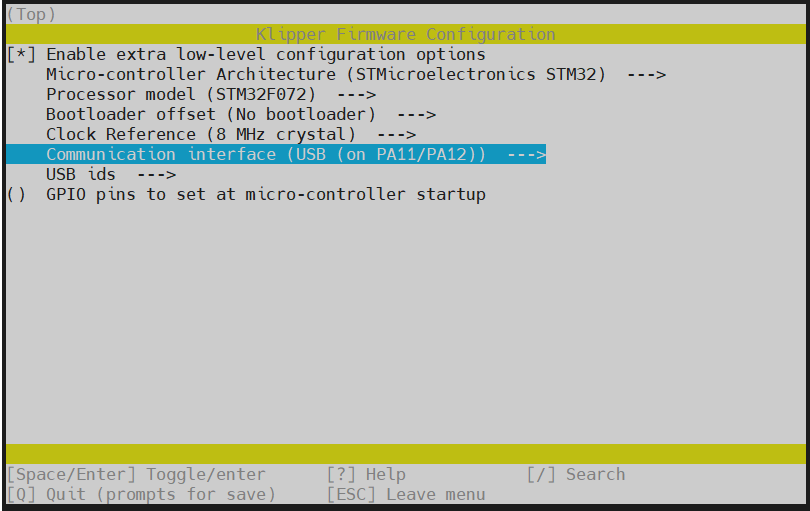 (Top)
Klipper Firmware Configuration
[*] Enable extra low-level configuration options
Micro-controller Architecture (STMicroelectronics STM32)  --->
Processor model (STM32F072)  --->
Bootloader offset (No bootloader)  --->
Clock Reference (8 MHz crystal)  --->
Communication interface (USB (on PA11/PA12))  --->
USB ids  --->
()  GPIO pins to set at micro-controller startup
[Space/Enter] Toggle/enter      [?] Help            [/] Search
[Q] Quit (prompts for save)     [ESC] Leave menu